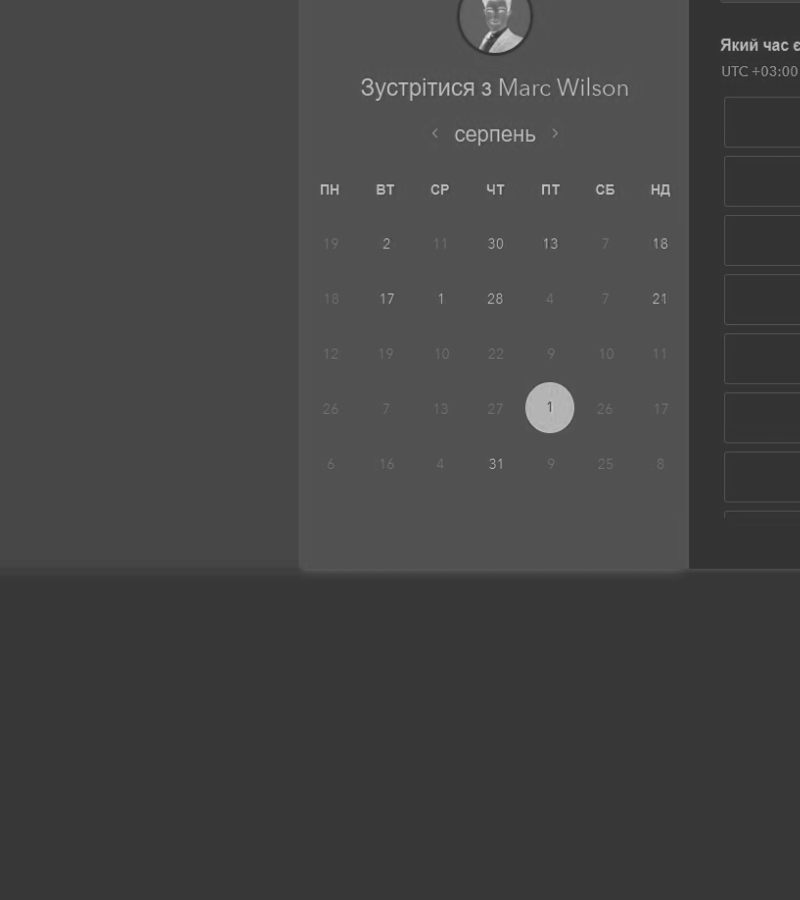 Зустрітися з Marc Wilson
серпень
ПН ВТ СР ЧТ ПТ СБ НД
19 2 11 30 13 7 18
18 17 1 28 4 7 21
12 19 10 22 9 10 11
26 7 13 27 1 26 17
6 16 4 31 9 25 8
Який час є
UTC +03:00